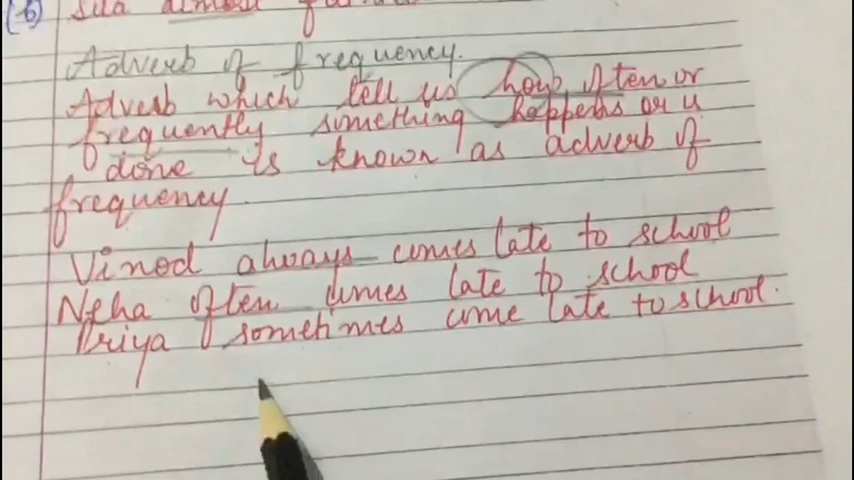 (6)
Adverb of frequency.
Adverb which tell us how often or
frequently something happens or is
done is known as adverb of
frequency
Vinod always comes late to school
Neha often comes late to school
Priya sometimes come late to school.